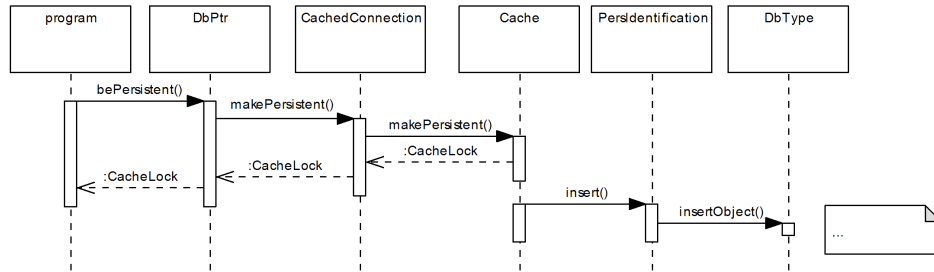 program
DbPtr
CachedConnection
Cache
PersIdentification
DbType
bePersistent()
makePersistent()
makePersistent()
:CacheLock
:CacheLock
:CacheLock
insert()
insertObject()
...